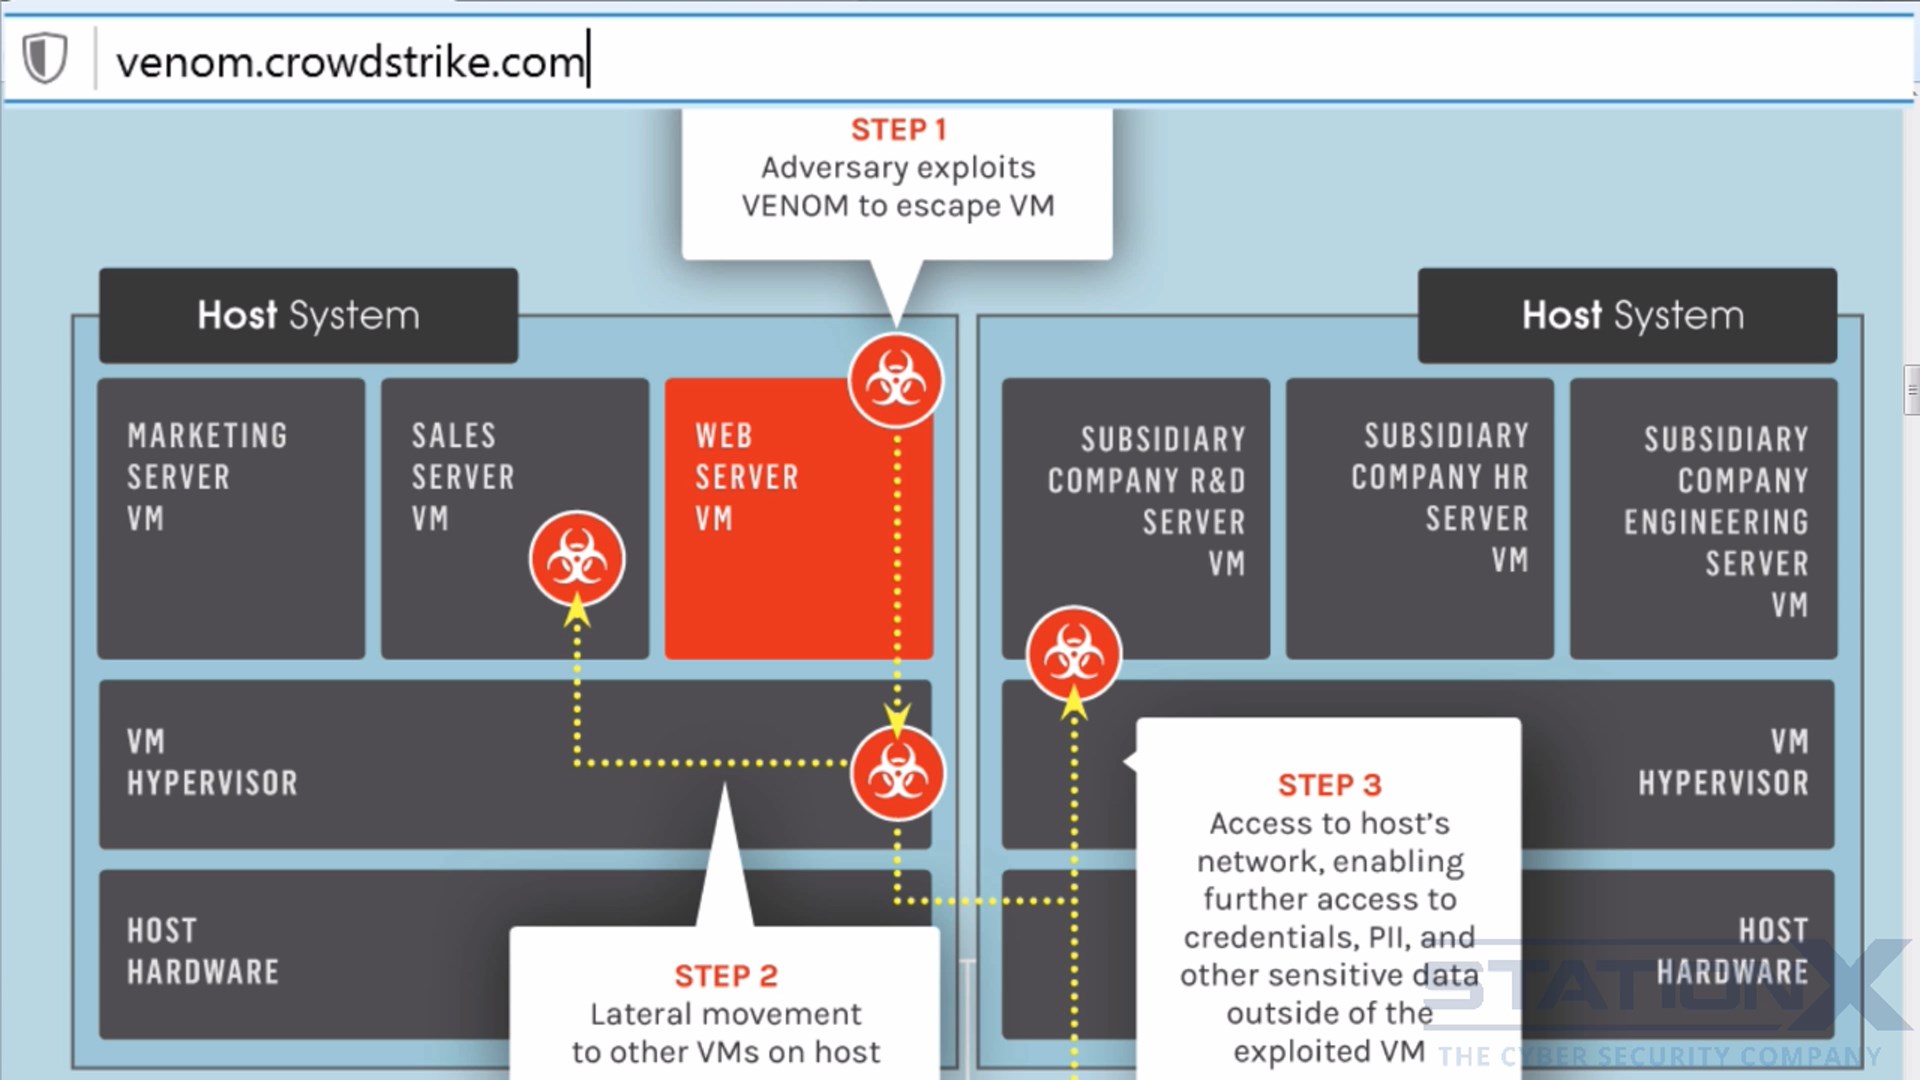 venom.crowdstrike.com
STEP 1
Adversary exploits
VENOM to escape VM
Host System
Host System
MARKETING
SERVER
VM
SALES
SERVER
VM
WEB
SERVER
VM
SUBSIDIARY
COMPANY R&D
SERVER
VM
SUBSIDIARY
COMPANY HR
SERVER
VM
SUBSIDIARY
COMPANY
ENGINEERING
SERVER
VM
VM
HYPERVISOR
VM
HYPERVISOR
HOST
HARDWARE
HOST
HARDWARE
STEP 2
Lateral movement
to other VMs on host
STEP 3
Access to host's
network, enabling
further access to
credentials, PII, and
other sensitive data
outside of the
exploited VM
STATIONX
THE CYBER SECURITY COMPANY